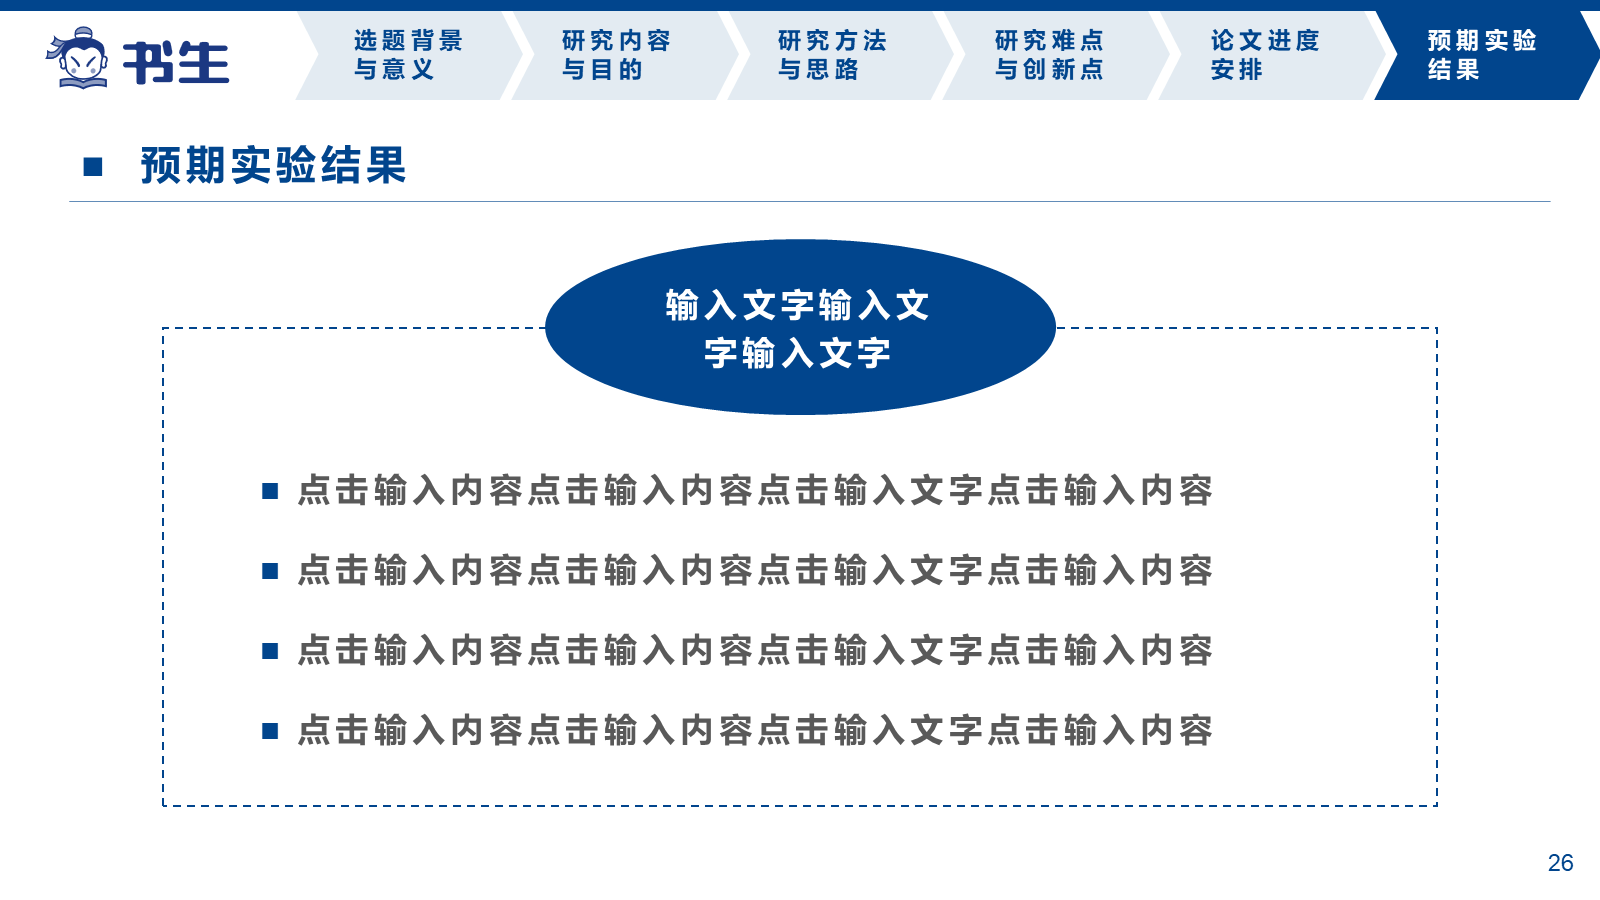 书生
选题背景
与意义
研究内容
与目的
研究方法
与思路
研究难点
与创新点
论文进度
安排
预期实验
结果
■ 预期实验结果
输入文字输入文
字输入文字
■ 点击输入内容点击输入内容点击输入文字点击输入内容
■ 点击输入内容点击输入内容点击输入文字点击输入内容
■ 点击输入内容点击输入内容点击输入文字点击输入内容
■ 点击输入内容点击输入内容点击输入文字点击输入内容
26